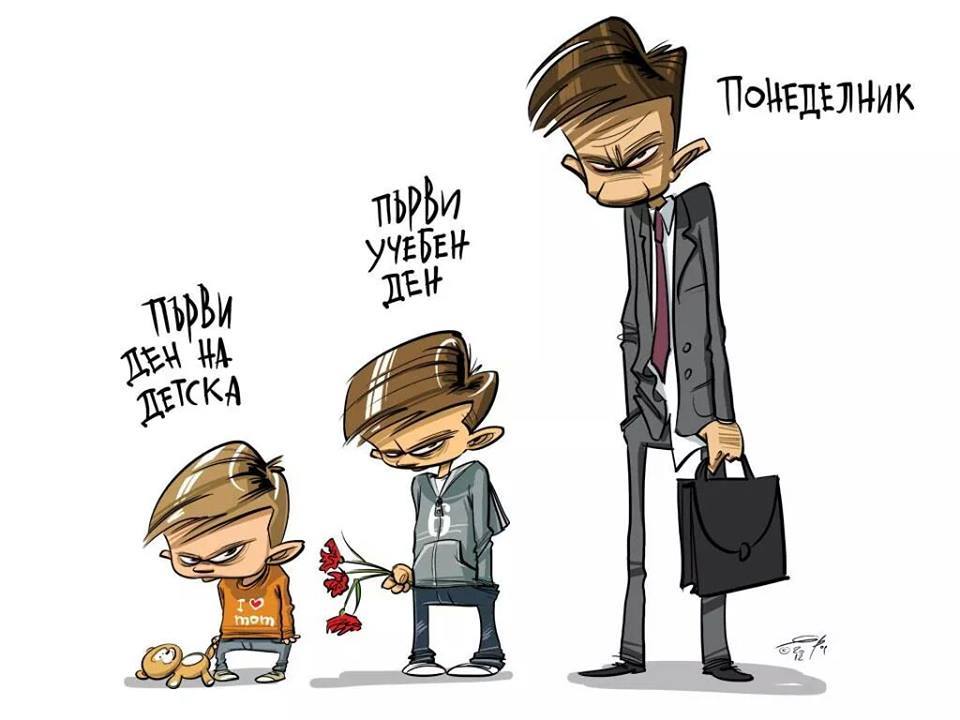 ПЪРВИ
ДЕН НА
ДЕТСКА
ПЪРВИ
УЧЕБЕН
ДЕН
ПОНЕДЕЛНИК
I ❤
mom
6